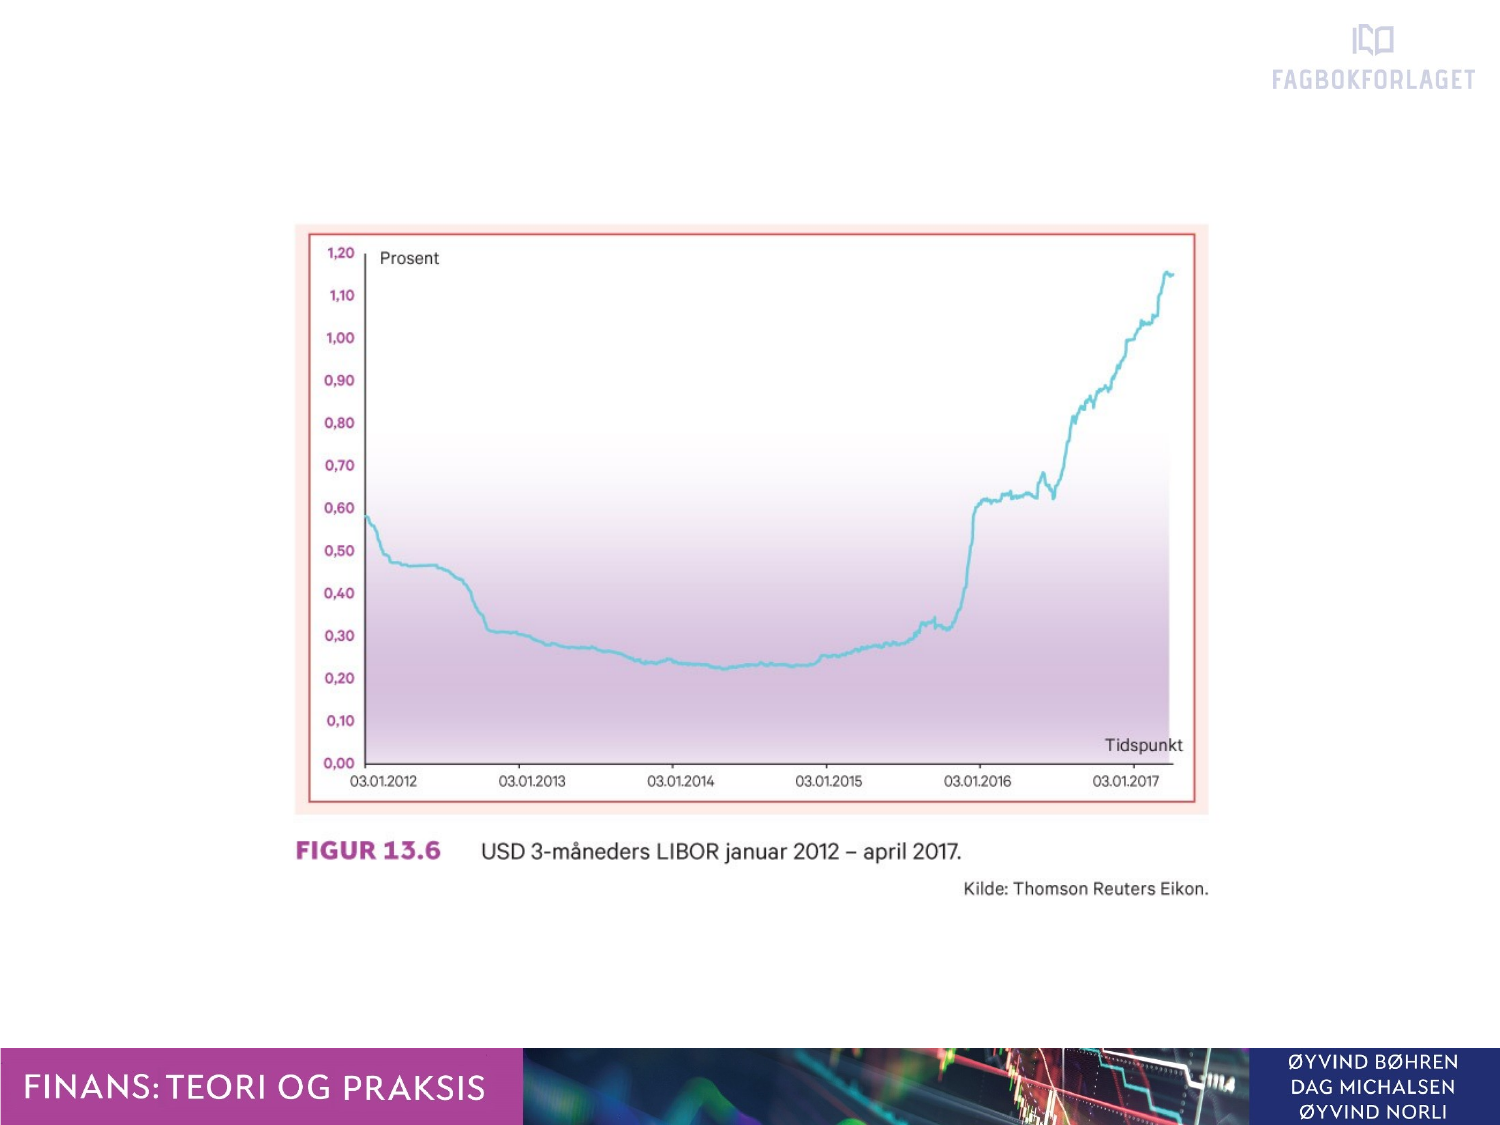 FAGBOKFORLAGET
1,20
Prosent
1,10
1,00
0,90
0,80
0,70
0,60
0,50
0,40
0,30
0,20
0,10
Tidspunkt
0,00
03.01.2012 03.01.2013 03.01.2014 03.01.2015 03.01.2016 03.01.2017
FIGUR 13.6 USD 3-måneders LIBOR januar 2012 – april 2017.
Kilde: Thomson Reuters Eikon.
FINANS: TEORI OG PRAKSIS
ØYVIND BØHREN
DAG MICHALSEN
ØYVIND NORLI